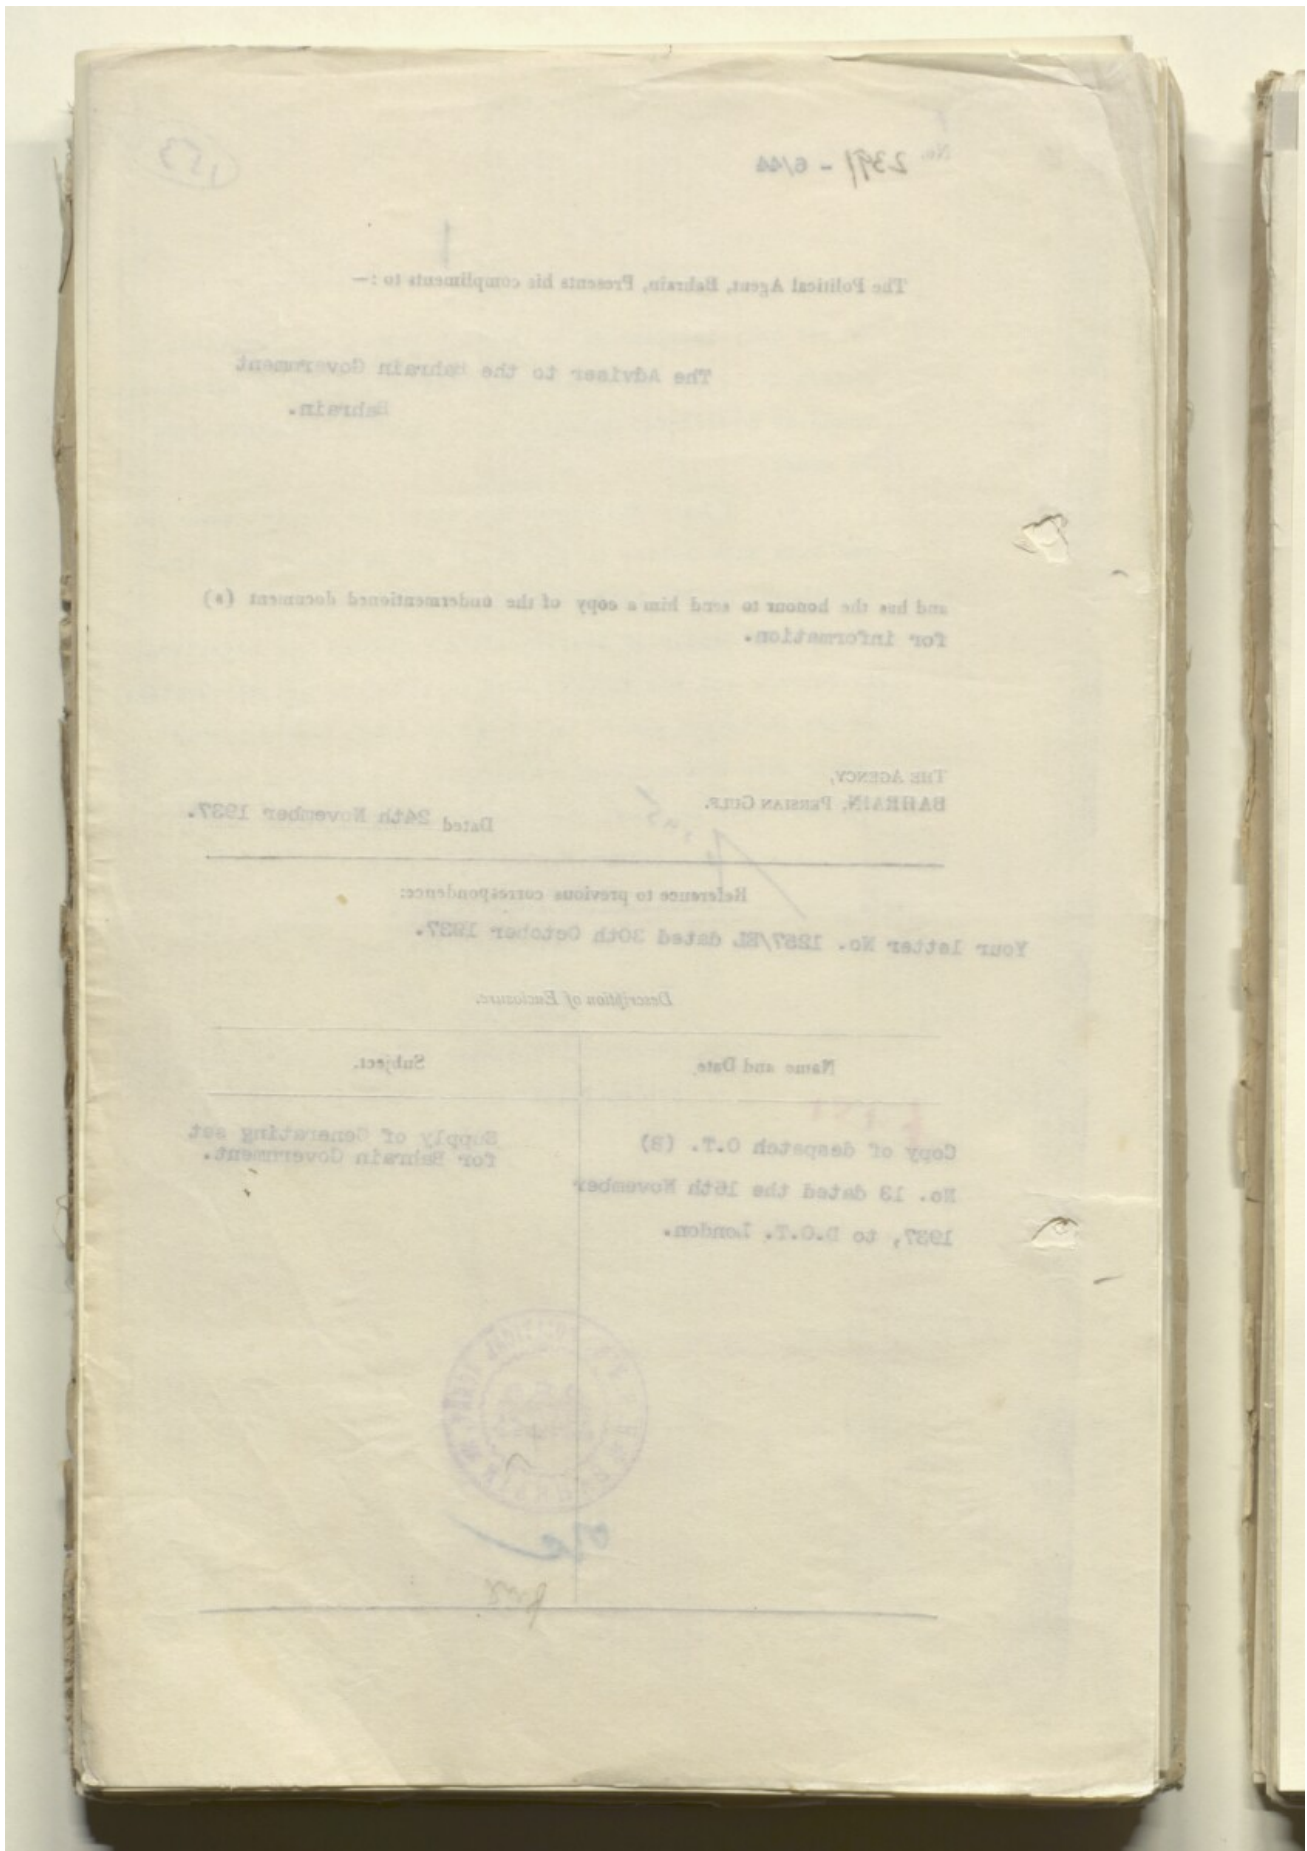 No. 2391 - 6/44
153
The Political Agent, Bahrain, Presents his compliments to :—
The Adviser to the Bahrain Government
Bahrain.
and has the honour to send him a copy of the undermentioned document (s)
for information.
THE AGENCY,
BAHRAIN, PERSIAN GULF.
Dated 24th November 1937.
Reference to previous correspondence:
Your letter No. 1257/EL dated 30th October 1937.
Description of Enclosure.
Name and Date.
Subject.
Copy of despatch O.T. (B)
No. 13 dated the 16th November
1937, to D.O.T. London.
Supply of Generating set
for Bahrain Government.